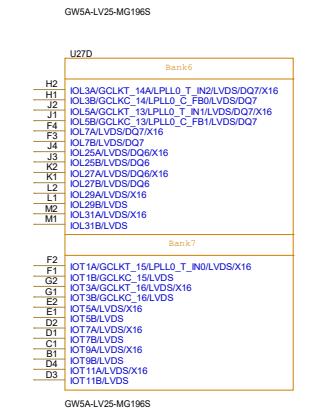 GW5A-LV25-MG196S
U27D
Bank6
H2 IOL3A/GCLKT_14A/LPLL0_T_IN2/LVDS/DQ7/X16
H1 IOL3B/GCLKC_14/LPLL0_C_FB0/LVDS/DQ7
J2 IOL5A/GCLKT_13/LPLL0_T_IN1/LVDS/DQ7/X16
J1 IOL5B/GCLKC_13/LPLL0_C_FB1/LVDS/DQ7
F4 IOL7A/LVDS/DQ7/X16
F3 IOL7B/LVDS/DQ7
J4 IOL25A/LVDS/DQ6/X16
J3 IOL25B/LVDS/DQ6
K2 IOL27A/LVDS/DQ6/X16
K1 IOL27B/LVDS/DQ6
L2 IOL29A/LVDS/X16
L1 IOL29B/LVDS
M2 IOL31A/LVDS/X16
M1 IOL31B/LVDS
Bank7
F2 IOT1A/GCLKT_15/LPLL0_T_IN0/LVDS/X16
F1 IOT1B/GCLKC_15/LVDS
G2 IOT3A/GCLKT_16/LVDS/X16
G1 IOT3B/GCLKC_16/LVDS
E2 IOT5A/LVDS/X16
E1 IOT5B/LVDS
D2 IOT7A/LVDS/X16
D1 IOT7B/LVDS
C1 IOT9A/LVDS/X16
B1 IOT9B/LVDS
D4 IOT11A/LVDS/X16
D3 IOT11B/LVDS
GW5A-LV25-MG196S